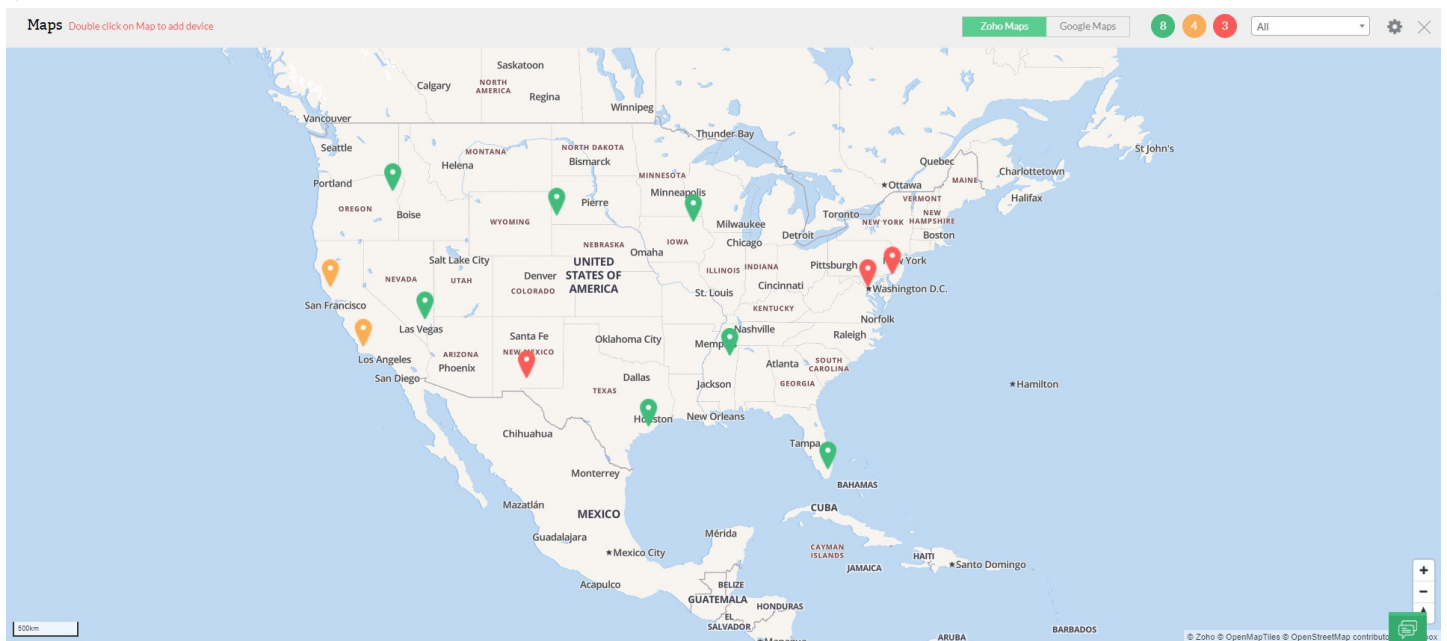 Maps Double click on Map to add device
Zoho Maps Google Maps 8 4 3 All
Saskatoon
Calgary
NORTH
AMERICA
Regina
Winnipeg
Vancouver
Thunder Bay
Seattle
MONTANA
NORTH DAKOTA
St John's
Helena
Bismarck
Quebec
Charlottetown
MINNESOTA
Portland
Minneapolis
★Ottawa
MAINE
OREGON
Boise
Pierre
VERMONT
Halifax
WYOMING
Milwaukee
Toronto
NEW YORK
NEW
HAMPSHIRE
Detroit
Boston
NEBRASKA
IOWA
Chicago
Omaha
Salt Lake City
UNITED
STATES OF
AMERICA
Pittsburgh
York
NEVADA
UTAH
Denver
COLORADO
ILLINOIS
INDIANA
Cincinnati
St. Louis
★Washington D.C.
San Francisco
KENTUCKY
Norfolk
Las Vegas
Santa Fe
Oklahoma City
Nashville
Raleigh
Los Angeles
ARIZONA
Phoenix
Atlanta
SOUTH
CAROLINA
San Diego
Dallas
Jackson
GEORGIA
★Hamilton
TEXAS
New Orleans
Chihuahua
Tampa
Monterrey
BAHAMAS
Mazatlán
MEXICO
CUBA
Guadalajara
Mérida
★Mexico City
CAYMAN
ISLANDS
HAITI
JAMAICA
★Santo Domingo
Acapulco
BELIZE
GUATEMALA
HONDURAS
EL
SALVADOR
BARBADOS
ARUBA
500km
+
−
© Zoho © OpenMapTiles © OpenStreetMap